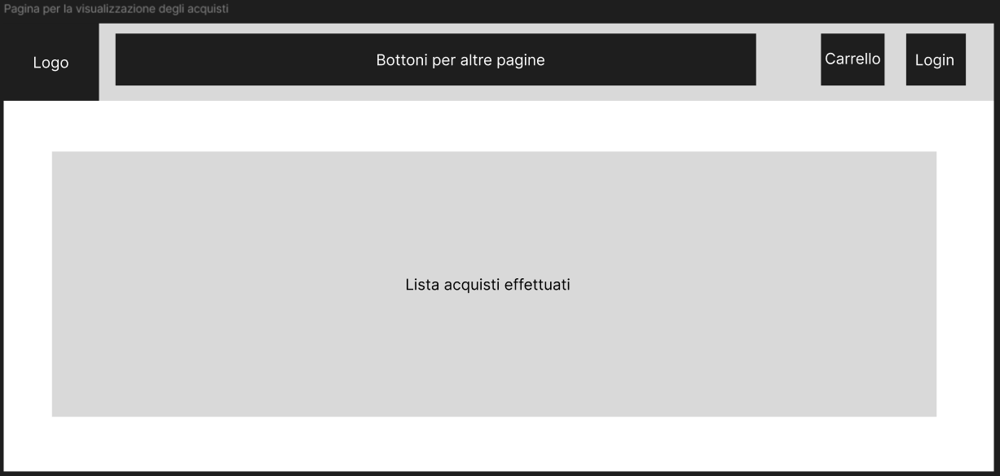 Pagina per la visualizzazione degli acquisti
Logo
Bottoni per altre pagine
Carrello
Login
Lista acquisti effettuati